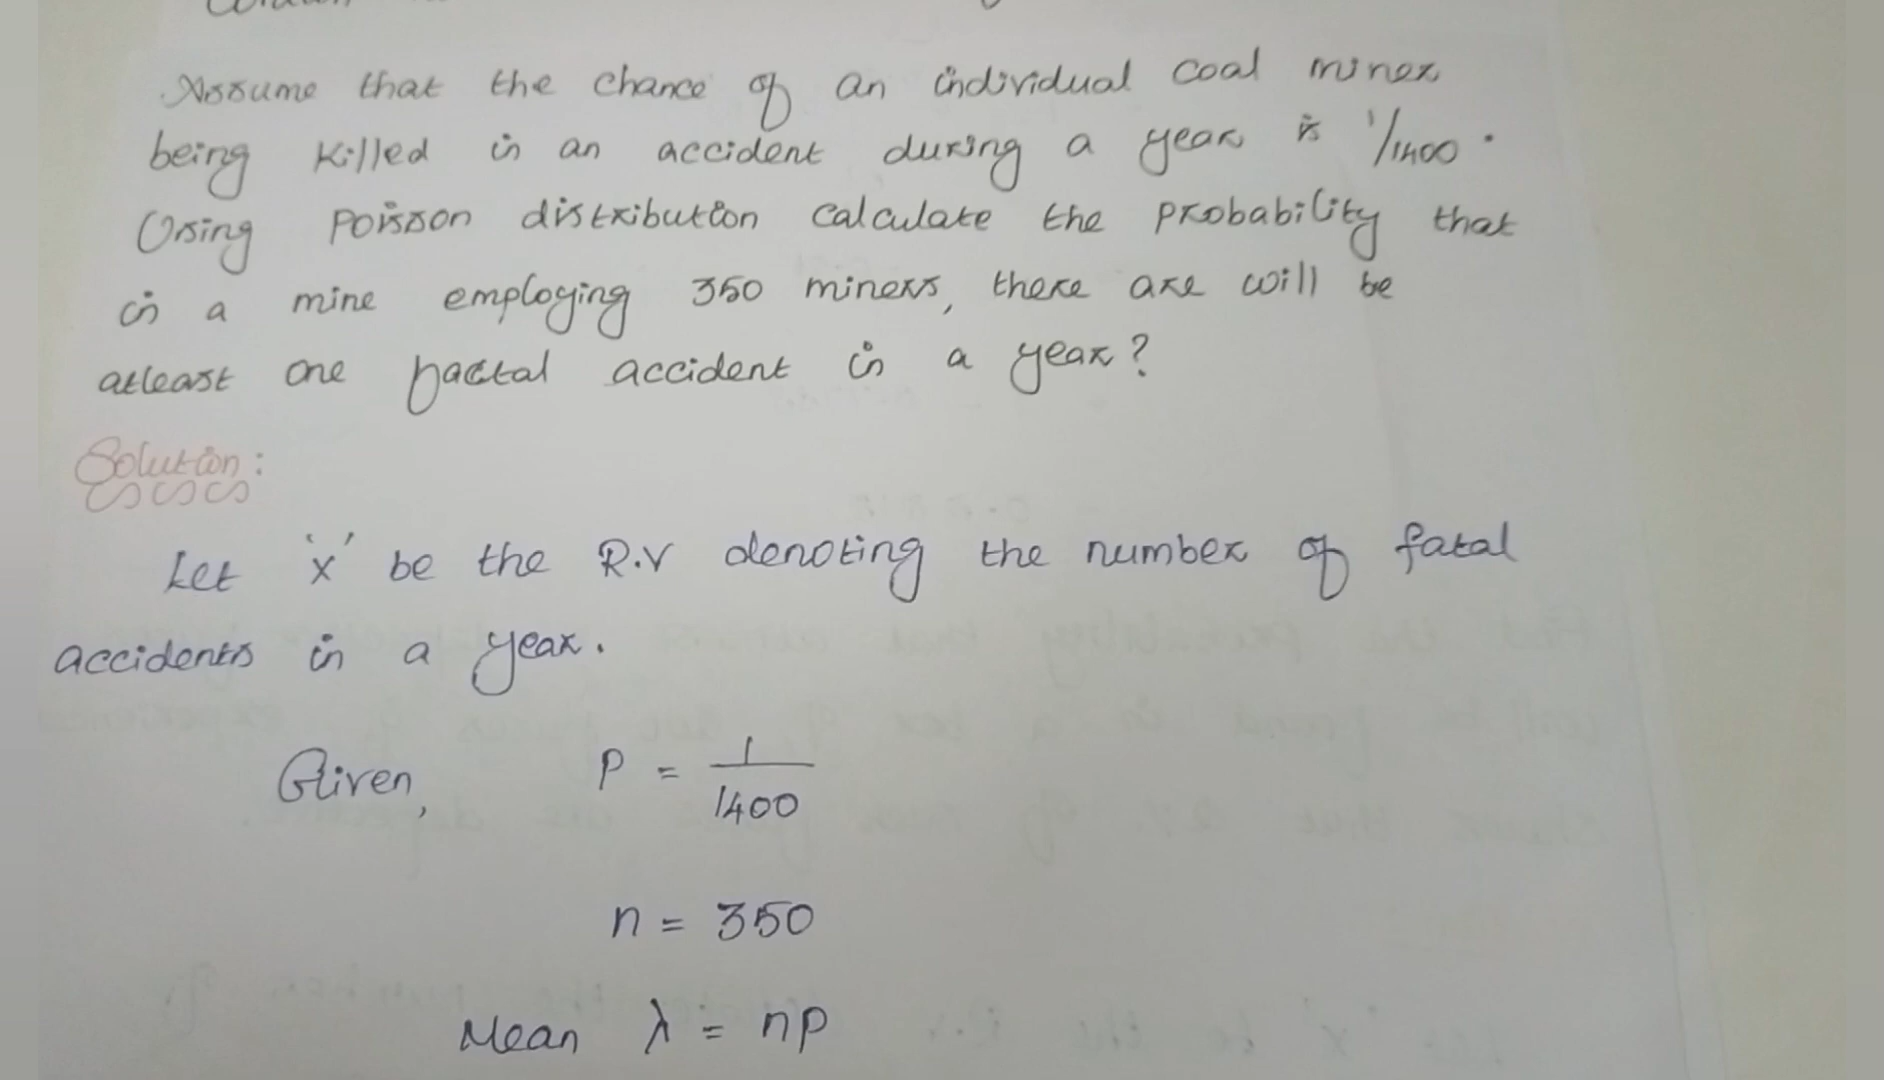 Assume that the chance of an individual coal miner
being killed in an accident during a year is 1/1400.
Using poisson distribution calculate the probability that
in a mine employing 350 miners, there are will be
atleast one factal accident in a year?
Solution:
Let 'x' be the R.V denoting the number of fatal
accidents in a year.
Given, P = 1/1400
n = 350
Mean λ = np